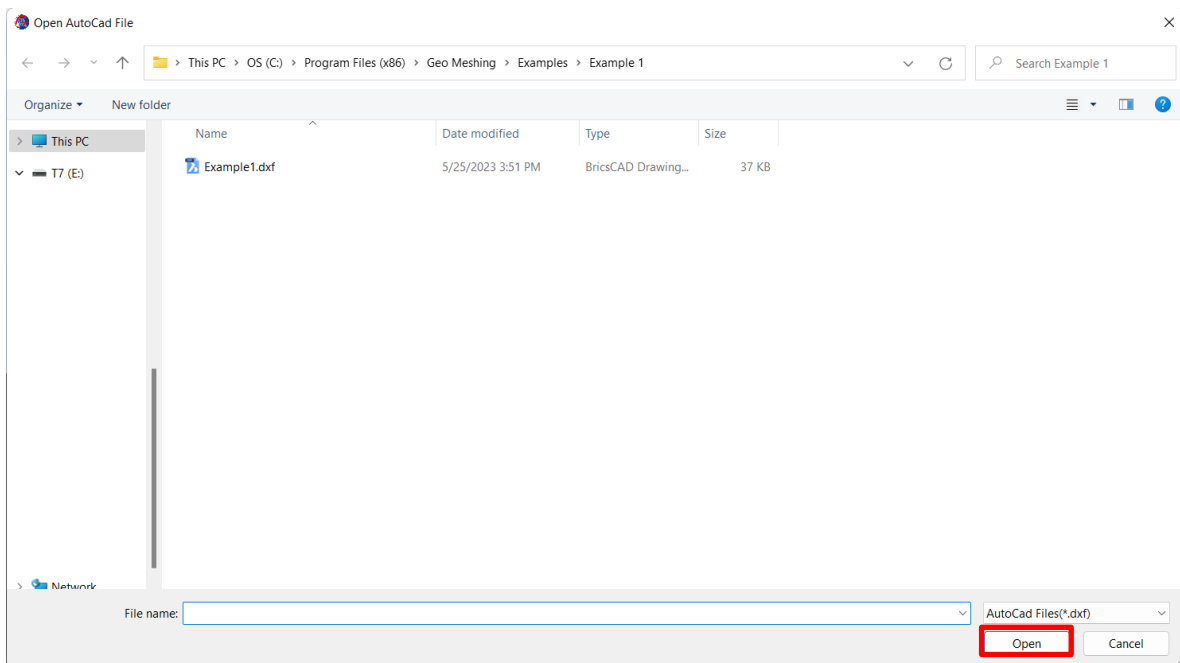 Open AutoCad File
This PC > OS (C:) > Program Files (x86) > Geo Meshing > Examples > Example 1
Search Example 1
Organize
New folder
?
Name
Date modified
Type
Size
This PC
Example1.dxf
5/25/2023 3:51 PM
BricsCAD Drawing...
37 KB
T7 (E:)
Network
File name:
AutoCad Files(*.dxf)
Open
Cancel